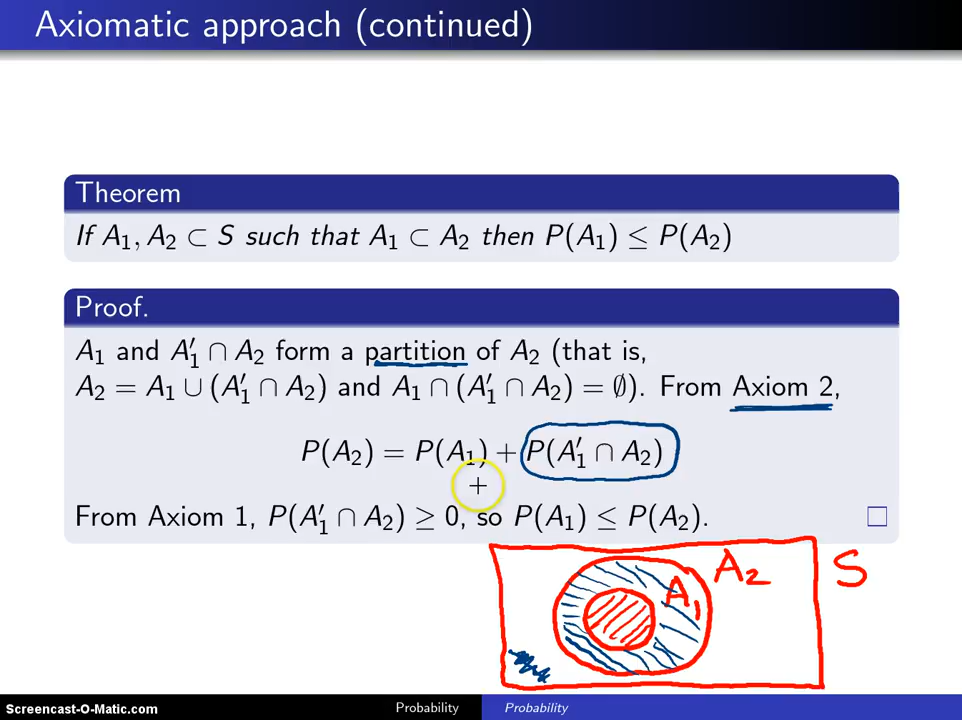 Axiomatic approach (continued)
Theorem
If A₁, A₂ ⊂ S such that A₁ ⊂ A₂ then P(A₁) ≤ P(A₂)
Proof.
A₁ and A₁′ ∩ A₂ form a partition of A₂ (that is,
A₂ = A₁ ∪ (A₁′ ∩ A₂) and A₁ ∩ (A₁′ ∩ A₂) = ∅). From Axiom 2,
P(A₂) = P(A₁) + P(A₁′ ∩ A₂)
From Axiom 1, P(A₁′ ∩ A₂) ≥ 0, so P(A₁) ≤ P(A₂). □
A₁ A₂ S
Screencast-O-Matic.com Probability Probability